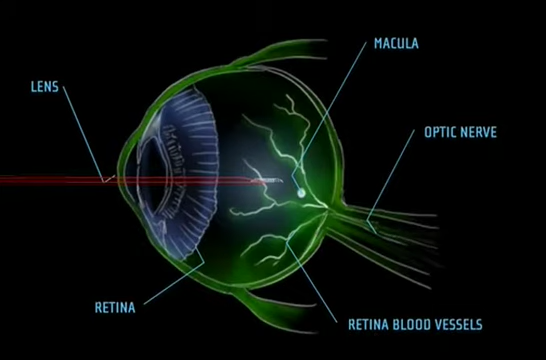 MACULA
LENS
OPTIC NERVE
RETINA
RETINA BLOOD VESSELS